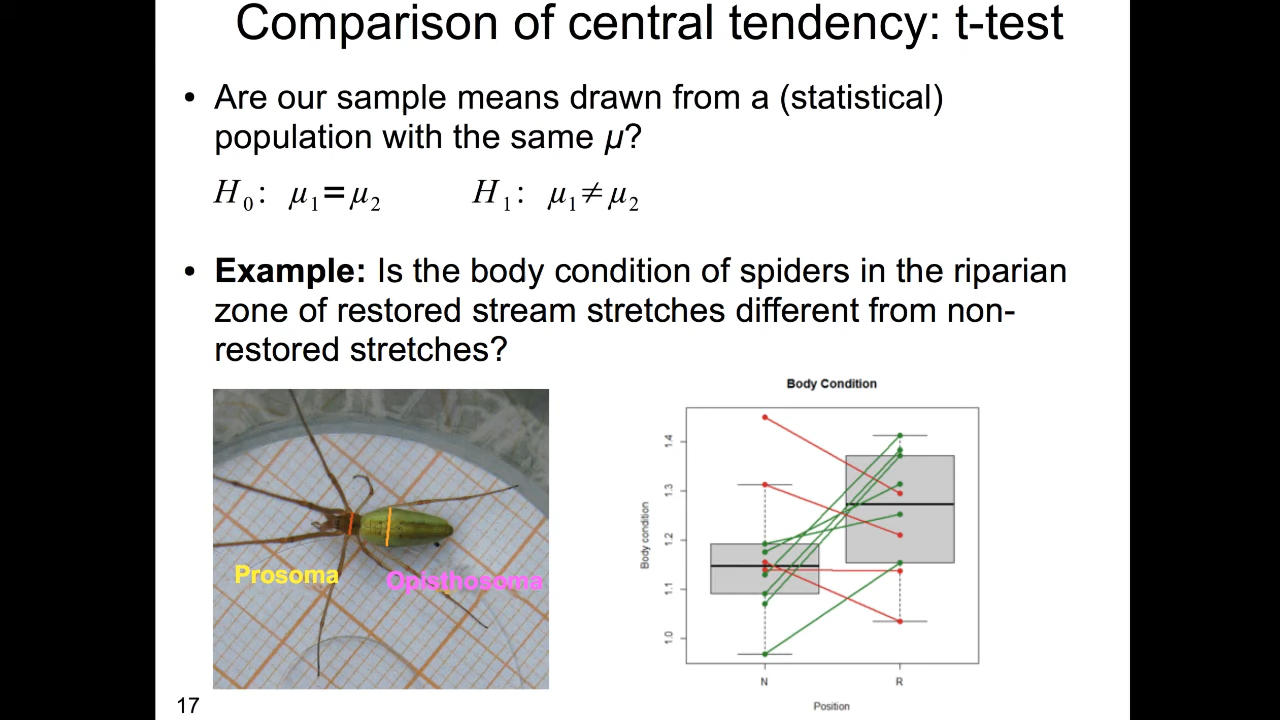 Comparison of central tendency: t-test
• Are our sample means drawn from a (statistical)
population with the same μ?
H₀: μ₁=μ₂ H₁: μ₁≠μ₂
• Example: Is the body condition of spiders in the riparian
zone of restored stream stretches different from non-
restored stretches?
Prosoma
Opisthosoma
Body Condition
Body condition
1.4
1.3
1.2
1.1
1.0
N R
Position
17